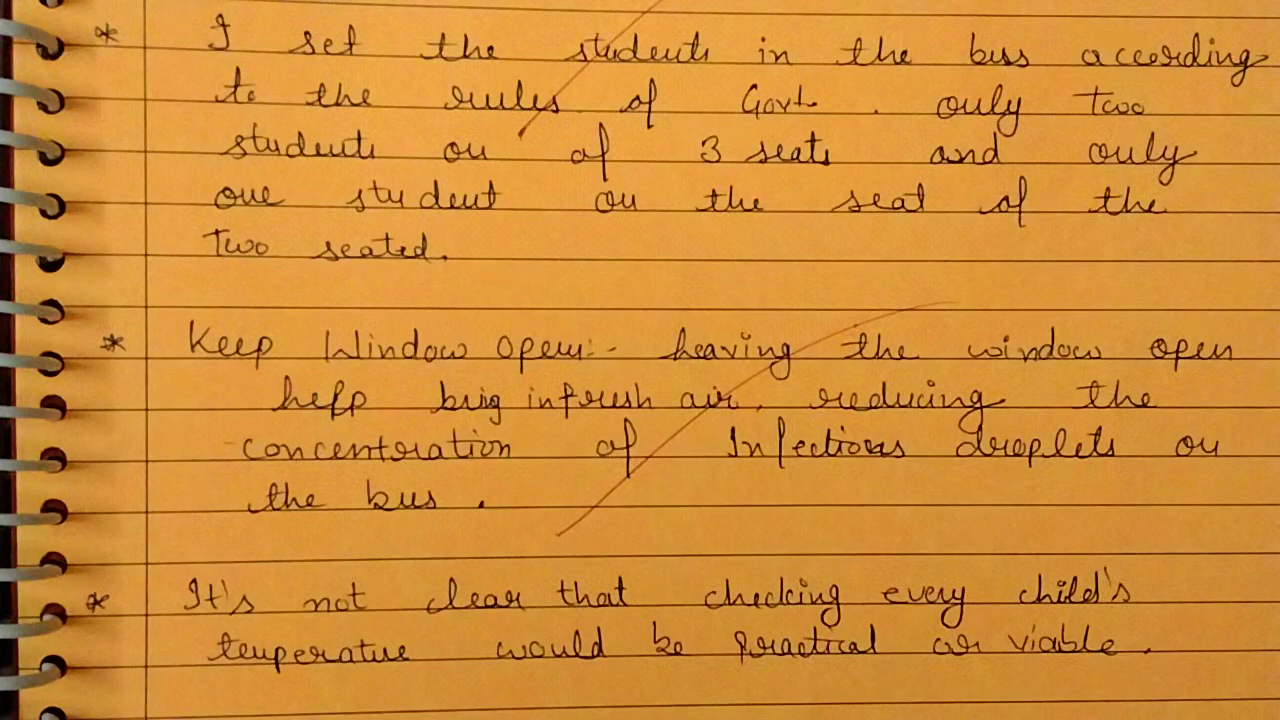 * I set the students in the bus according
to the rules of Govt. only two
students on of 3 seats and only
one student on the seat of the
Two seated.
* Keep Window open:- heaving the window open
help brig in fresh air, reducing the
concentration of Infectious droplets on
the bus.
* It's not clear that checking every child's
temperature would be practical or viable.